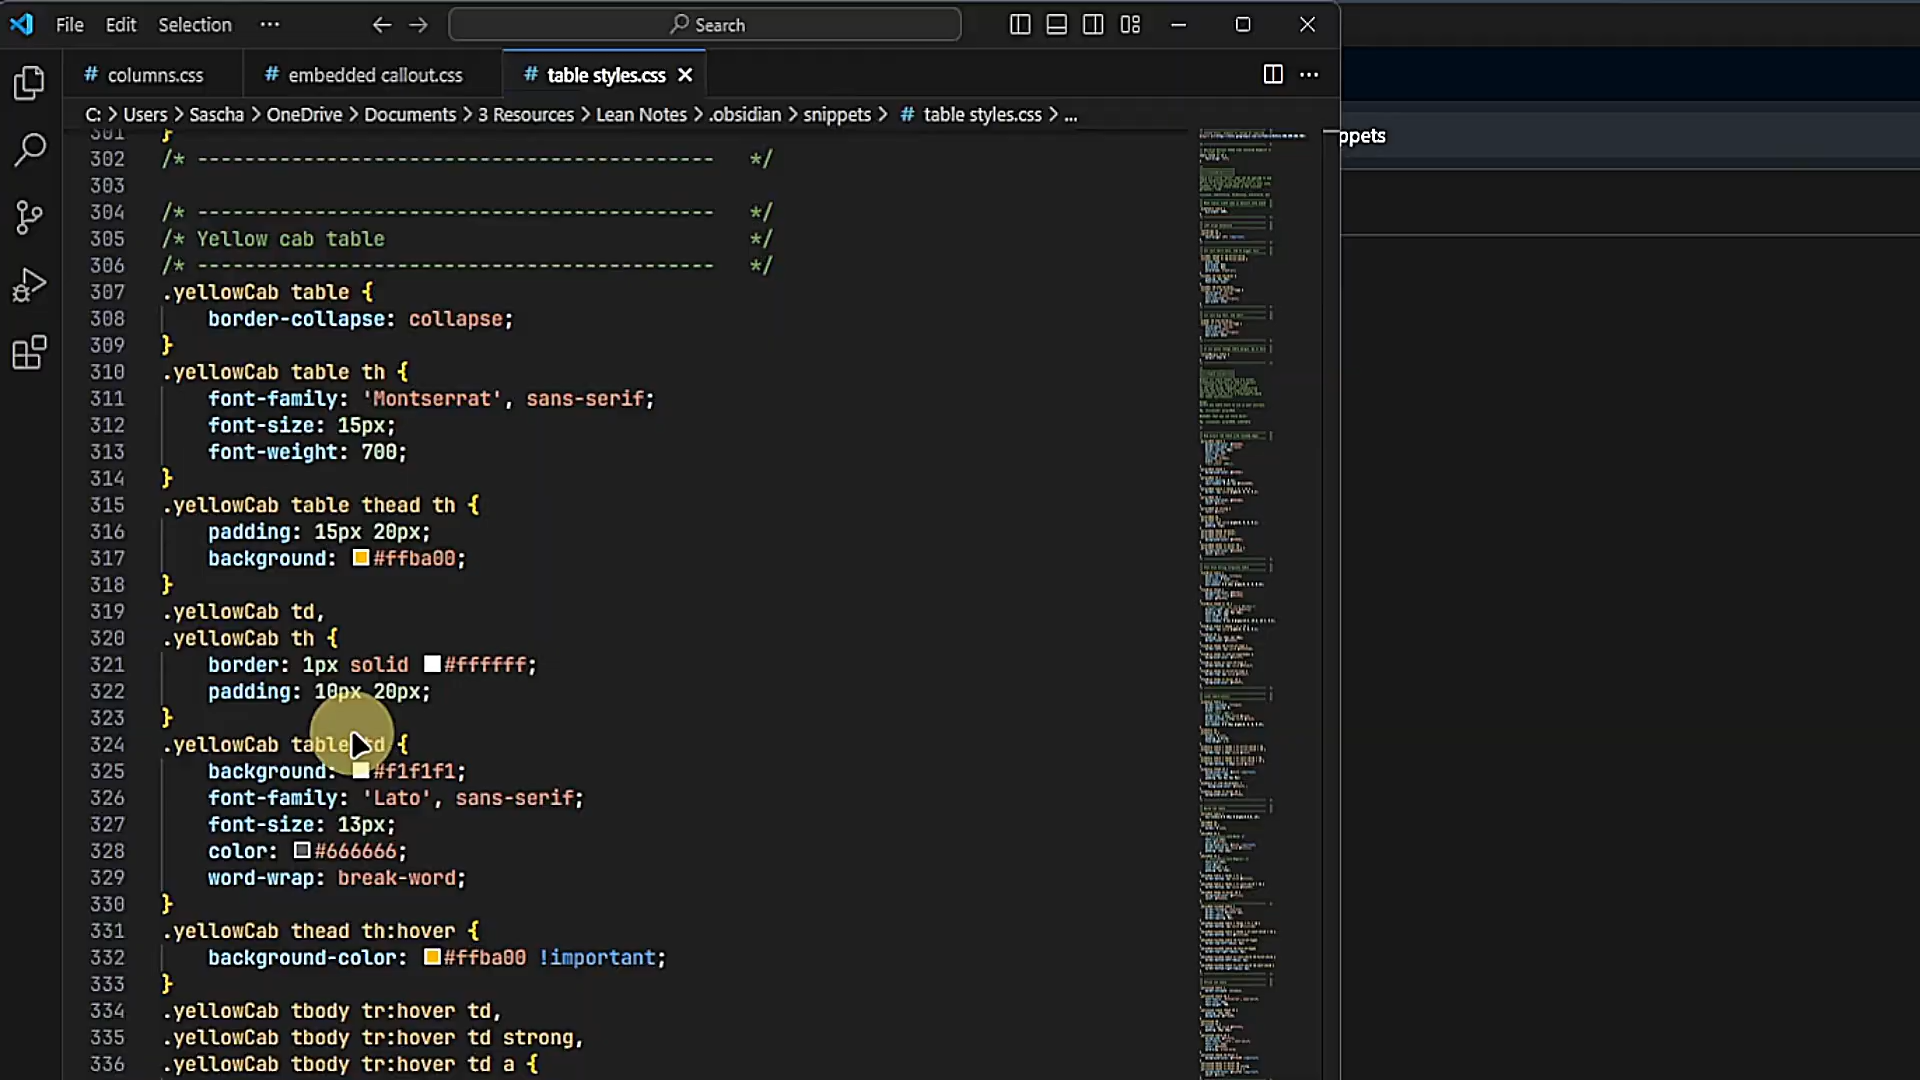 File Edit Selection ··· Search
# columns.css # embedded callout.css # table styles.css
C: > Users > Sascha > OneDrive > Documents > 3 Resources > Lean Notes > .obsidian > snippets > # table styles.css > ...
ppets
301 }
302 /* -------------------------------------------- */
303
304 /* -------------------------------------------- */
305 /* Yellow cab table */
306 /* -------------------------------------------- */
307 .yellowCab table {
308 border-collapse: collapse;
309 }
310 .yellowCab table th {
311 font-family: 'Montserrat', sans-serif;
312 font-size: 15px;
313 font-weight: 700;
314 }
315 .yellowCab table thead th {
316 padding: 15px 20px;
317 background: #ffba00;
318 }
319 .yellowCab td,
320 .yellowCab th {
321 border: 1px solid #ffffff;
322 padding: 10px 20px;
323 }
324 .yellowCab table td {
325 background: #f1f1f1;
326 font-family: 'Lato', sans-serif;
327 font-size: 13px;
328 color: #666666;
329 word-wrap: break-word;
330 }
331 .yellowCab thead th:hover {
332 background-color: #ffba00 !important;
333 }
334 .yellowCab tbody tr:hover td,
335 .yellowCab tbody tr:hover td strong,
336 .yellowCab tbody tr:hover td a {